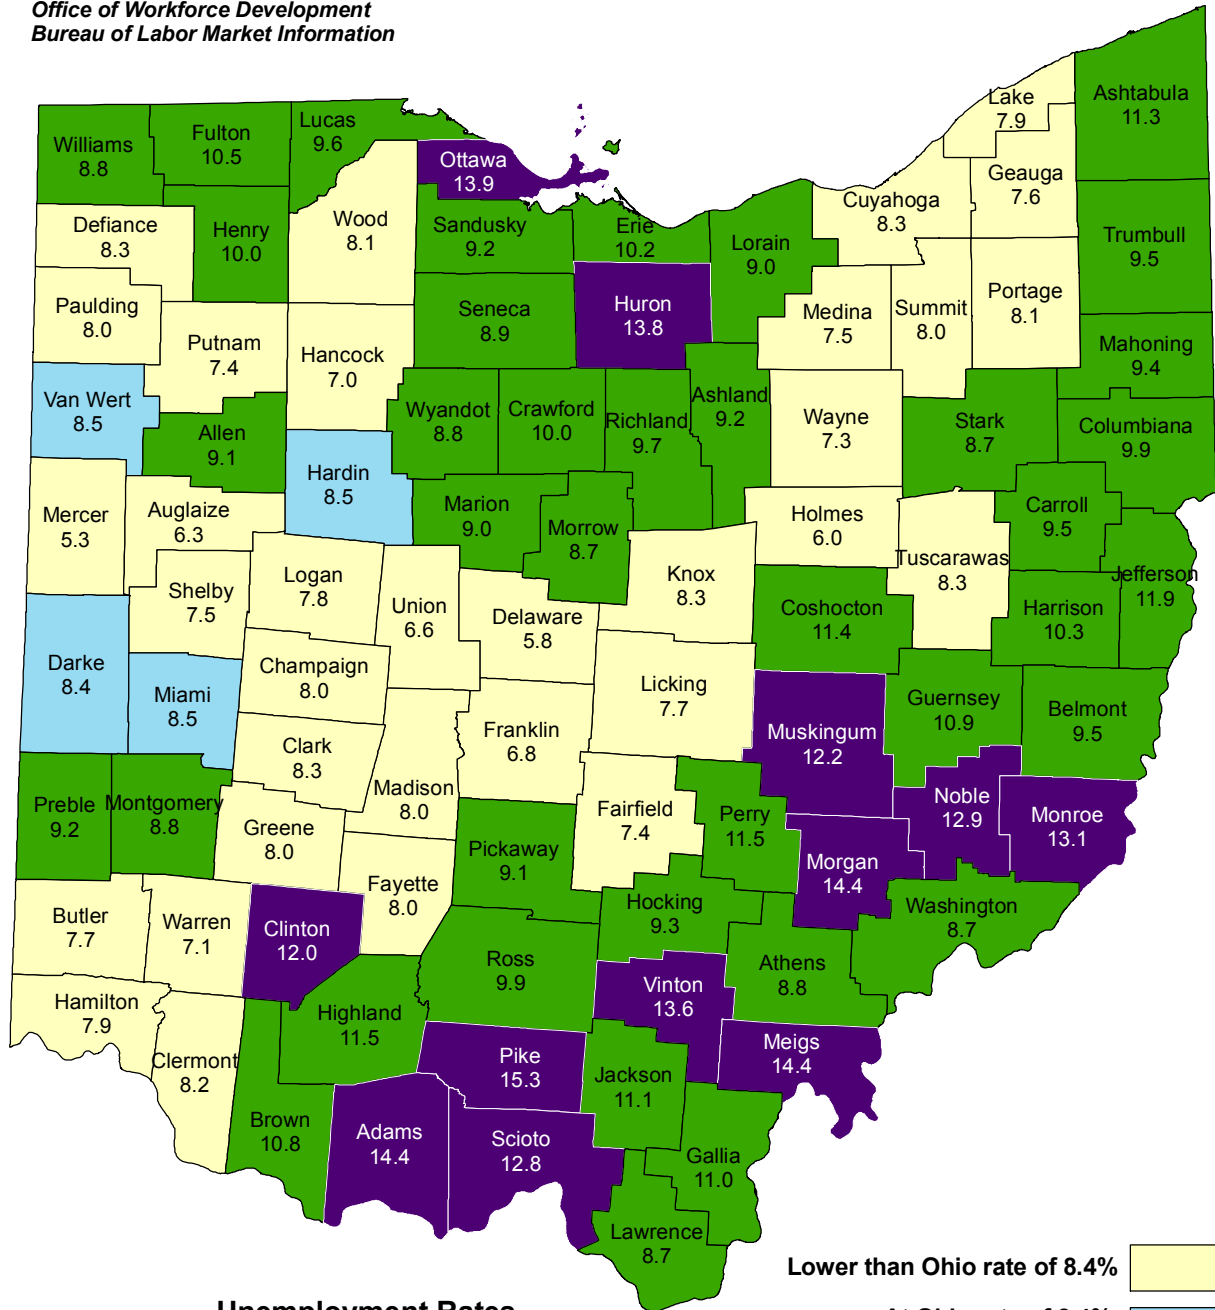 Office of Workforce Development
Bureau of Labor Market Information
Lake
7.9
Ashtabula
11.3
Williams
8.8
Fulton
10.5
Lucas
9.6
Ottawa
13.9
Geauga
7.6
Cuyahoga
8.3
Defiance
8.3
Henry
10.0
Wood
8.1
Sandusky
9.2
Erie
10.2
Lorain
9.0
Trumbull
9.5
Paulding
8.0
Putnam
7.4
Hancock
7.0
Seneca
8.9
Huron
13.8
Medina
7.5
Summit
8.0
Portage
8.1
Mahoning
9.4
Van Wert
8.5
Allen
9.1
Wyandot
8.8
Crawford
10.0
Richland
9.7
Ashland
9.2
Wayne
7.3
Stark
8.7
Columbiana
9.9
Hardin
8.5
Mercer
5.3
Auglaize
6.3
Marion
9.0
Morrow
8.7
Holmes
6.0
Tuscarawas
8.3
Carroll
9.5
Jefferson
11.9
Shelby
7.5
Logan
7.8
Union
6.6
Delaware
5.8
Knox
8.3
Coshocton
11.4
Harrison
10.3
Darke
8.4
Miami
8.5
Champaign
8.0
Licking
7.7
Guernsey
10.9
Belmont
9.5
Clark
8.3
Franklin
6.8
Muskingum
12.2
Madison
8.0
Preble
9.2
Montgomery
8.8
Greene
8.0
Fairfield
7.4
Perry
11.5
Noble
12.9
Monroe
13.1
Pickaway
9.1
Morgan
14.4
Fayette
8.0
Butler
7.7
Warren
7.1
Clinton
12.0
Hocking
9.3
Washington
8.7
Ross
9.9
Athens
8.8
Hamilton
7.9
Highland
11.5
Vinton
13.6
Clermont
8.2
Pike
15.3
Meigs
14.4
Jackson
11.1
Brown
10.8
Adams
14.4
Scioto
12.8
Gallia
11.0
Lawrence
8.7
Lower than Ohio rate of 8.4%
Unemployment Rates